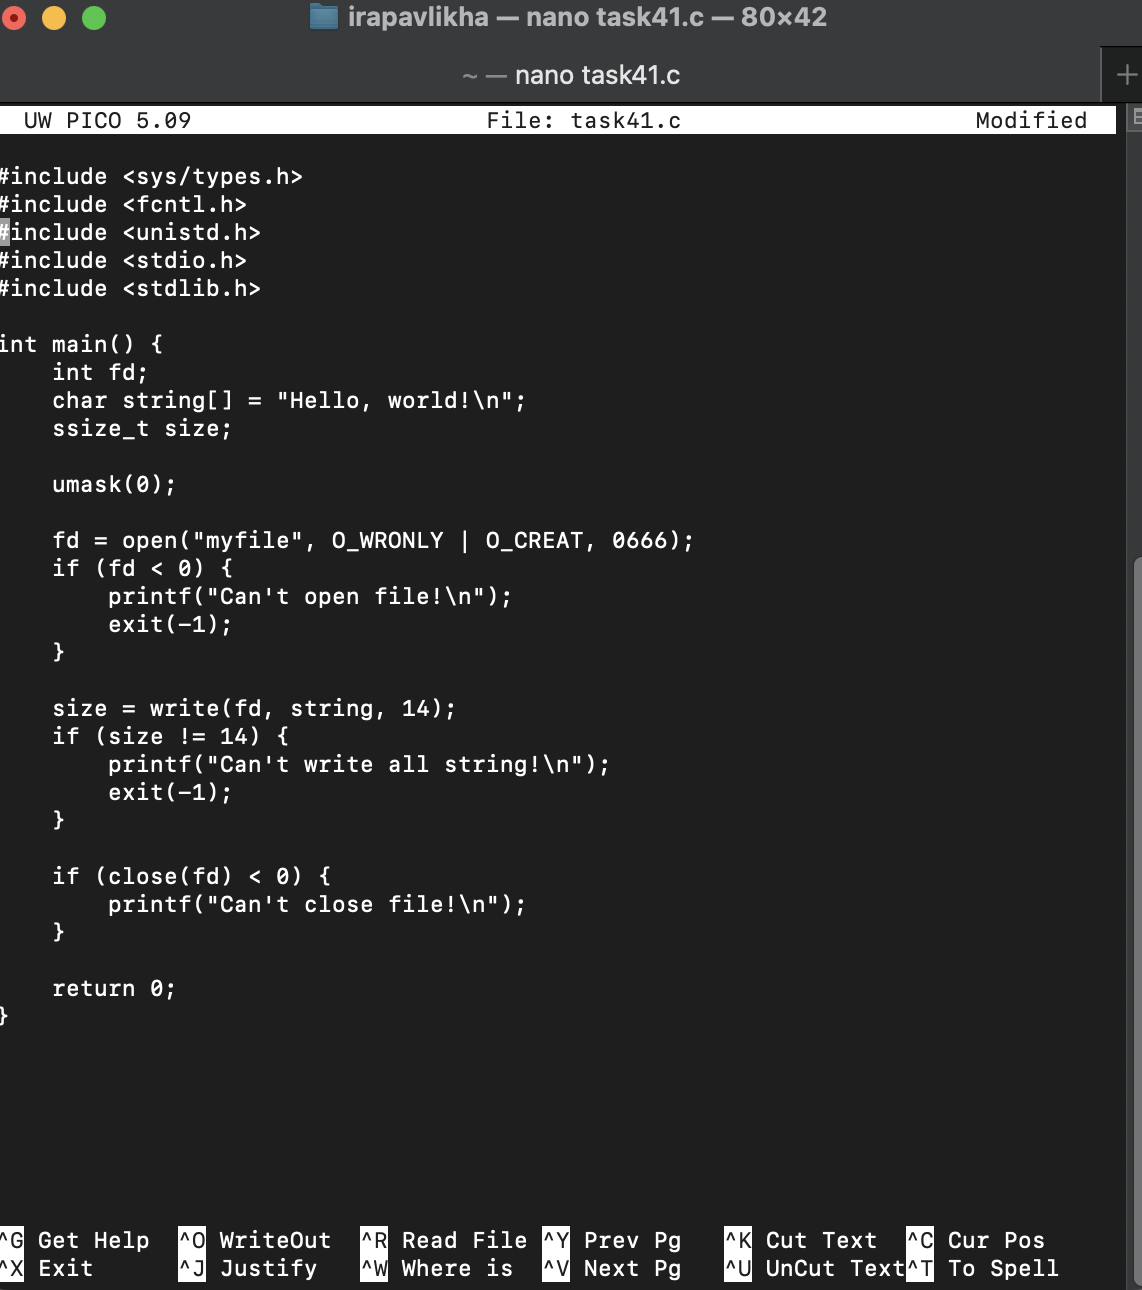 irapavlikha — nano task41.c — 80×42
~ — nano task41.c
UW PICO 5.09 File: task41.c Modified
#include <sys/types.h>
#include <fcntl.h>
#include <unistd.h>
#include <stdio.h>
#include <stdlib.h>
int main() {
    int fd;
    char string[] = "Hello, world!\n";
    ssize_t size;
    umask(0);
    fd = open("myfile", O_WRONLY | O_CREAT, 0666);
    if (fd < 0) {
        printf("Can't open file!\n");
        exit(-1);
    }
    size = write(fd, string, 14);
    if (size != 14) {
        printf("Can't write all string!\n");
        exit(-1);
    }
    if (close(fd) < 0) {
        printf("Can't close file!\n");
    }
    return 0;
}
^G Get Help ^O WriteOut ^R Read File ^Y Prev Pg ^K Cut Text ^C Cur Pos
^X Exit ^J Justify ^W Where is ^V Next Pg ^U UnCut Text ^T To Spell